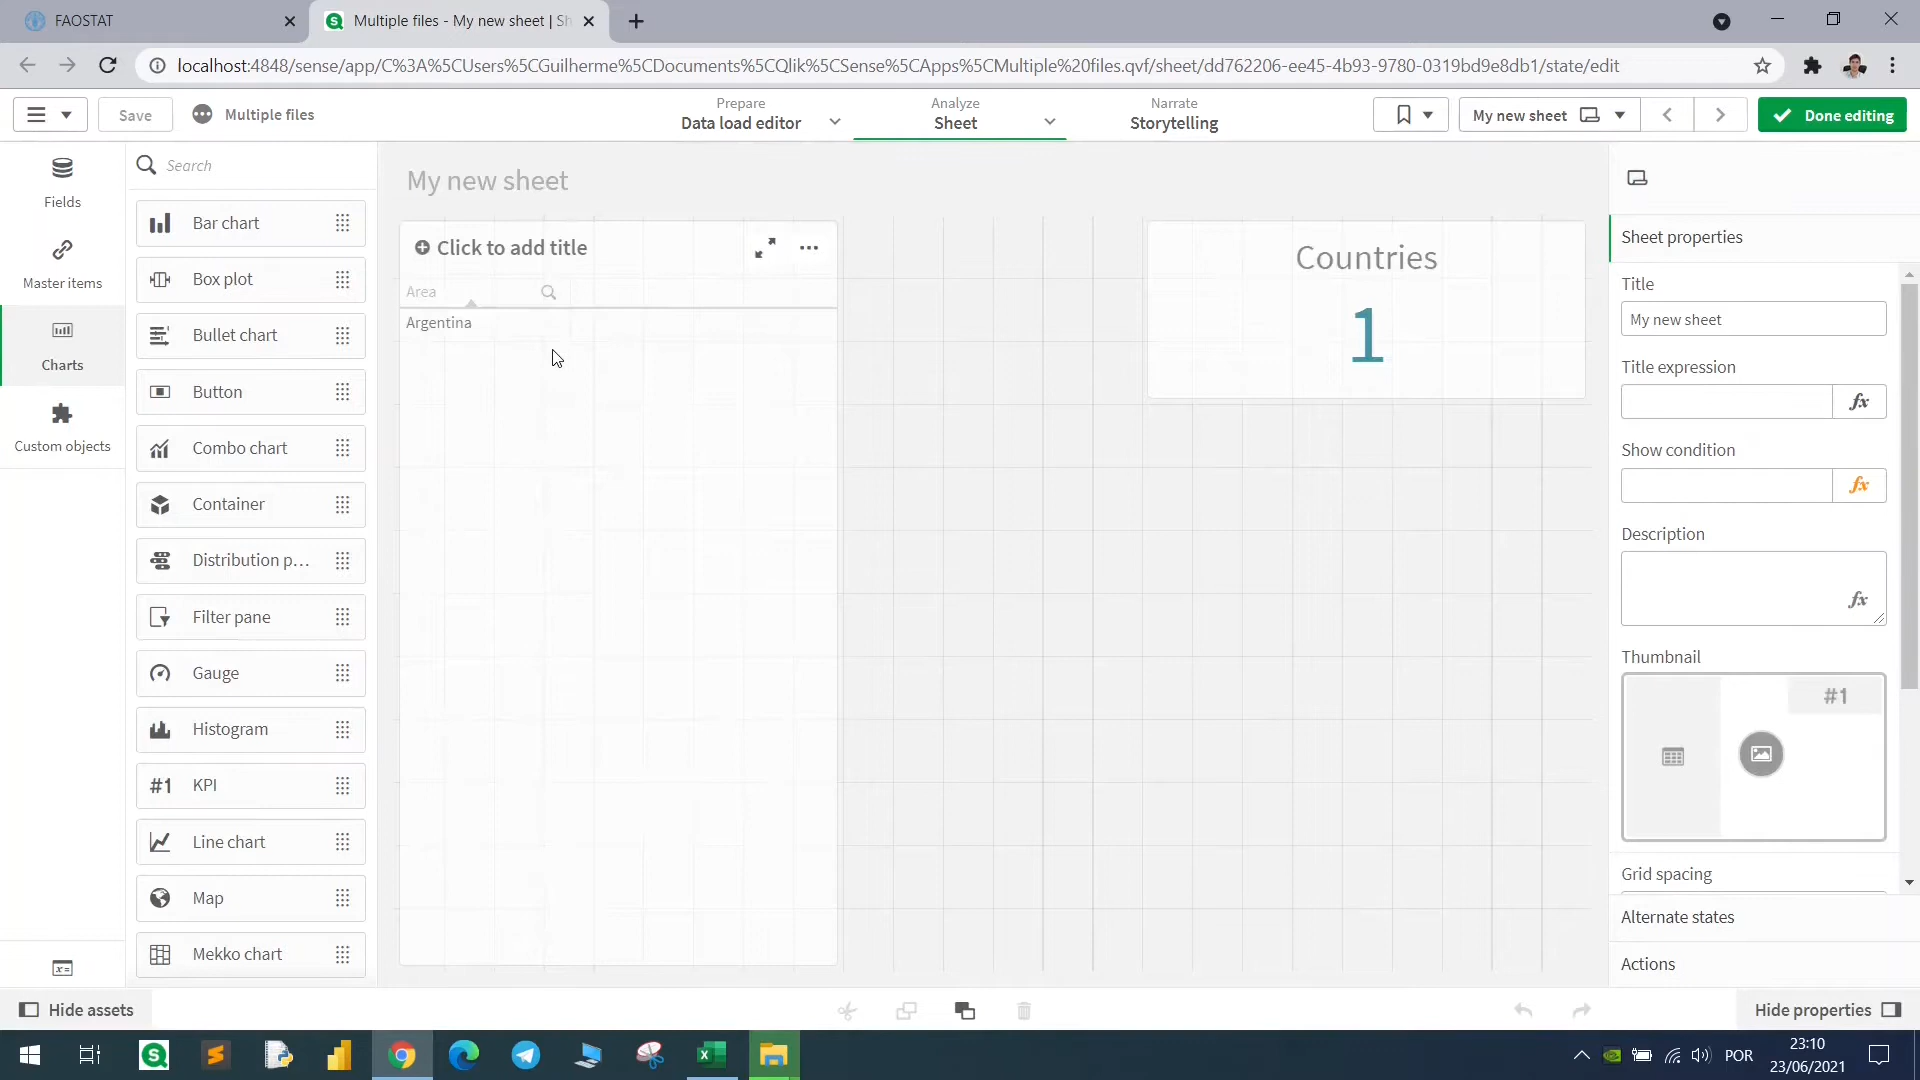 FAOSTAT
Multiple files - My new sheet | Sh
localhost:4848/sense/app/C%3A%5CUsers%5CGuilherme%5CDocuments%5CQlik%5CSense%5CApps%5CMultiple%20files.qvf/sheet/dd762206-ee45-4b93-9780-0319bd9e8db1/state/edit
Save
Multiple files
Prepare
Data load editor
Analyze
Sheet
Narrate
Storytelling
My new sheet
Done editing
Fields
Master items
Charts
Custom objects
Search
Bar chart
Box plot
Bullet chart
Button
Combo chart
Container
Distribution p...
Filter pane
Gauge
Histogram
#1 KPI
Line chart
Map
Mekko chart
My new sheet
Click to add title
Area
Argentina
Countries
1
Sheet properties
Title
My new sheet
Title expression
fx
Show condition
fx
Description
fx
Thumbnail
#1
Grid spacing
Alternate states
Actions
Hide assets
Hide properties
POR
23:10
23/06/2021